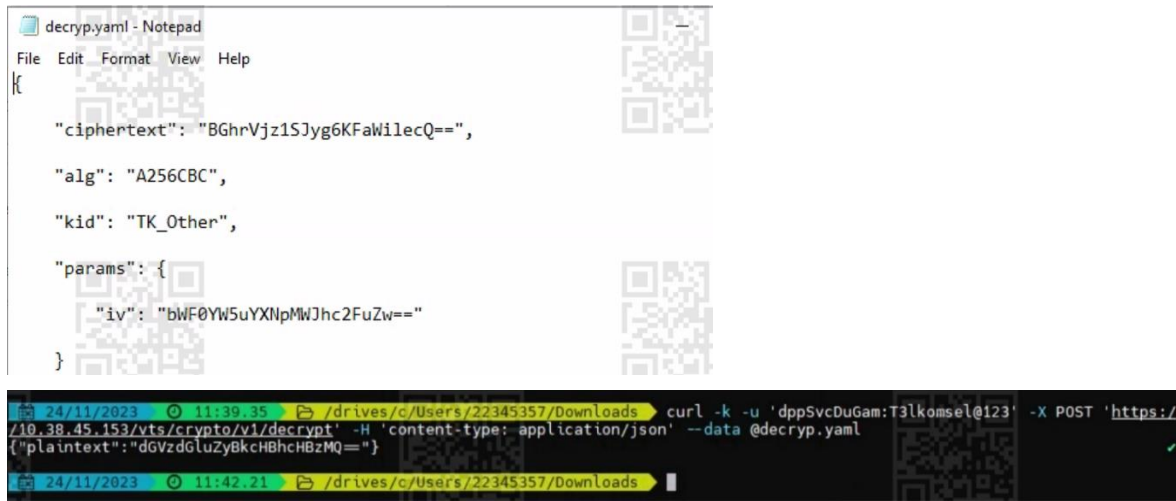 decryp.yaml - Notepad
File Edit Format View Help
{
"ciphertext": "BGhrVjz1SJyg6KFaWilecQ==",
"alg": "A256CBC",
"kid": "TK_Other",
"params": {
"iv": "bWF0YW5uYXNpMWJhc2FuZw=="
}
24/11/2023 11:39.35 /drives/c/Users/22345357/Downloads curl -k -u 'dppSvcDuGam:T3lkomsel@123' -X POST 'https:/
/10.38.45.153/vts/crypto/v1/decrypt' -H 'content-type: application/json' --data @decryp.yaml
{"plaintext":"dGVzdGluZyBkcHBhcHBzMQ=="}
24/11/2023 11:42.21 /drives/c/Users/22345357/Downloads